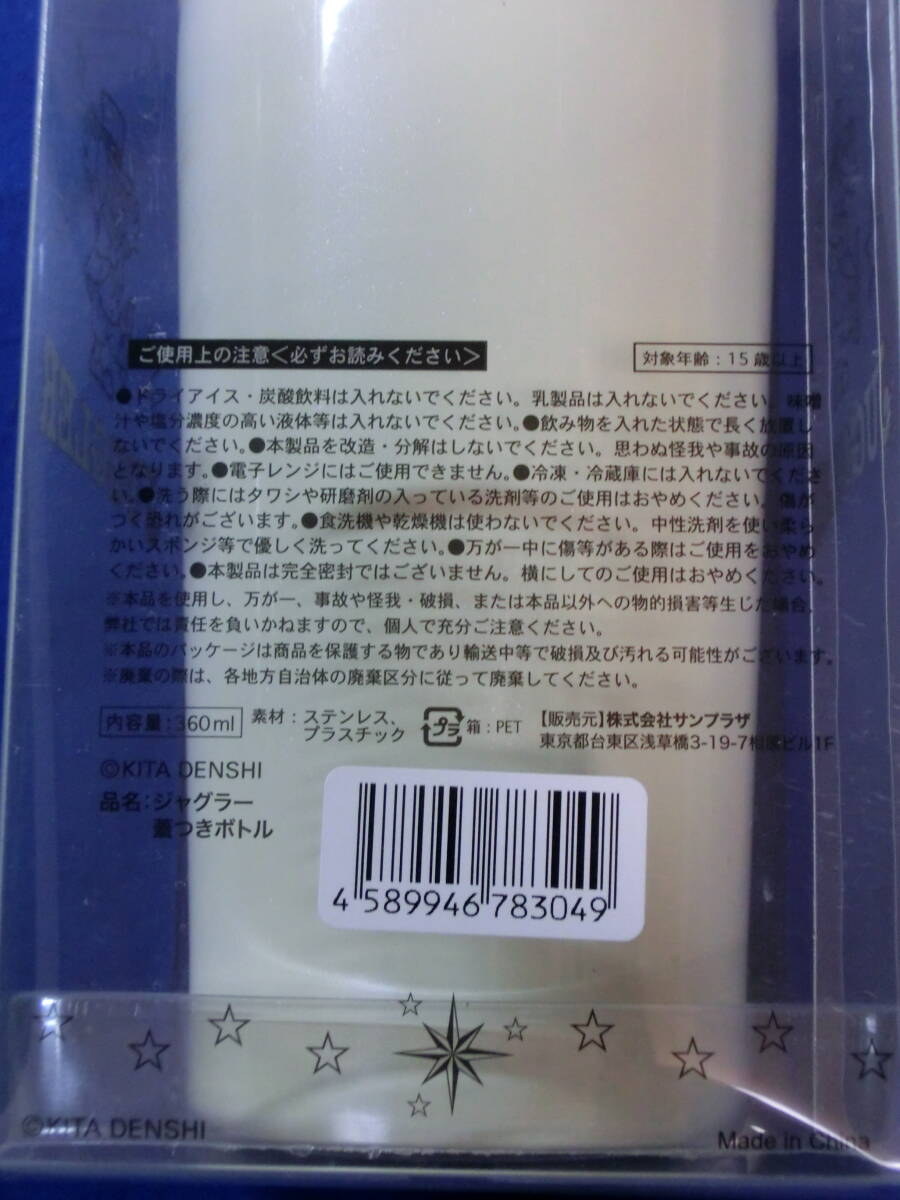 ご使用上の注意<必ずお読みください>
対象年齢：15歳以上
●ドライアイス・炭酸飲料は入れないでください。乳製品は入れないでください。味噌
汁や塩分濃度の高い液体等は入れないでください。●飲み物を入れた状態で長く放置し
ないでください。●本製品を改造・分解はしないでください。思わぬ怪我や事故の原因
となります。●電子レンジにはご使用できません。●冷凍・冷蔵庫には入れないでくださ
い。●洗う際にはタワシや研磨剤の入っている洗剤等のご使用はおやめください。傷が
つく恐れがございます。●食洗機や乾燥機は使わないでください。中性洗剤を使い柔ら
かいスポンジ等で優しく洗ってください。●万が一中に傷等がある際はご使用をおやめ
ください。●本製品は完全密封ではございません。横にしてのご使用はおやめください。
※本品を使用し、万が一、事故や怪我・破損、または本品以外への物的損害等生じた場合、
弊社では責任を負いかねますので、個人で充分ご注意ください。
※本品のパッケージは商品を保護する物であり輸送中等で破損及び汚れる可能性がございます。
※廃棄の際は、各地方自治体の廃棄区分に従って廃棄してください。
内容量：360ml
素材：ステンレス、
プラスチック
プラ
箱：PET
【販売元】株式会社サンプラザ
東京都台東区浅草橋3-19-7相原ビル1F
©KITA DENSHI
品名：ジャグラー
蓋つきボトル
4 589946 783049
©KITA DENSHI
Made in China